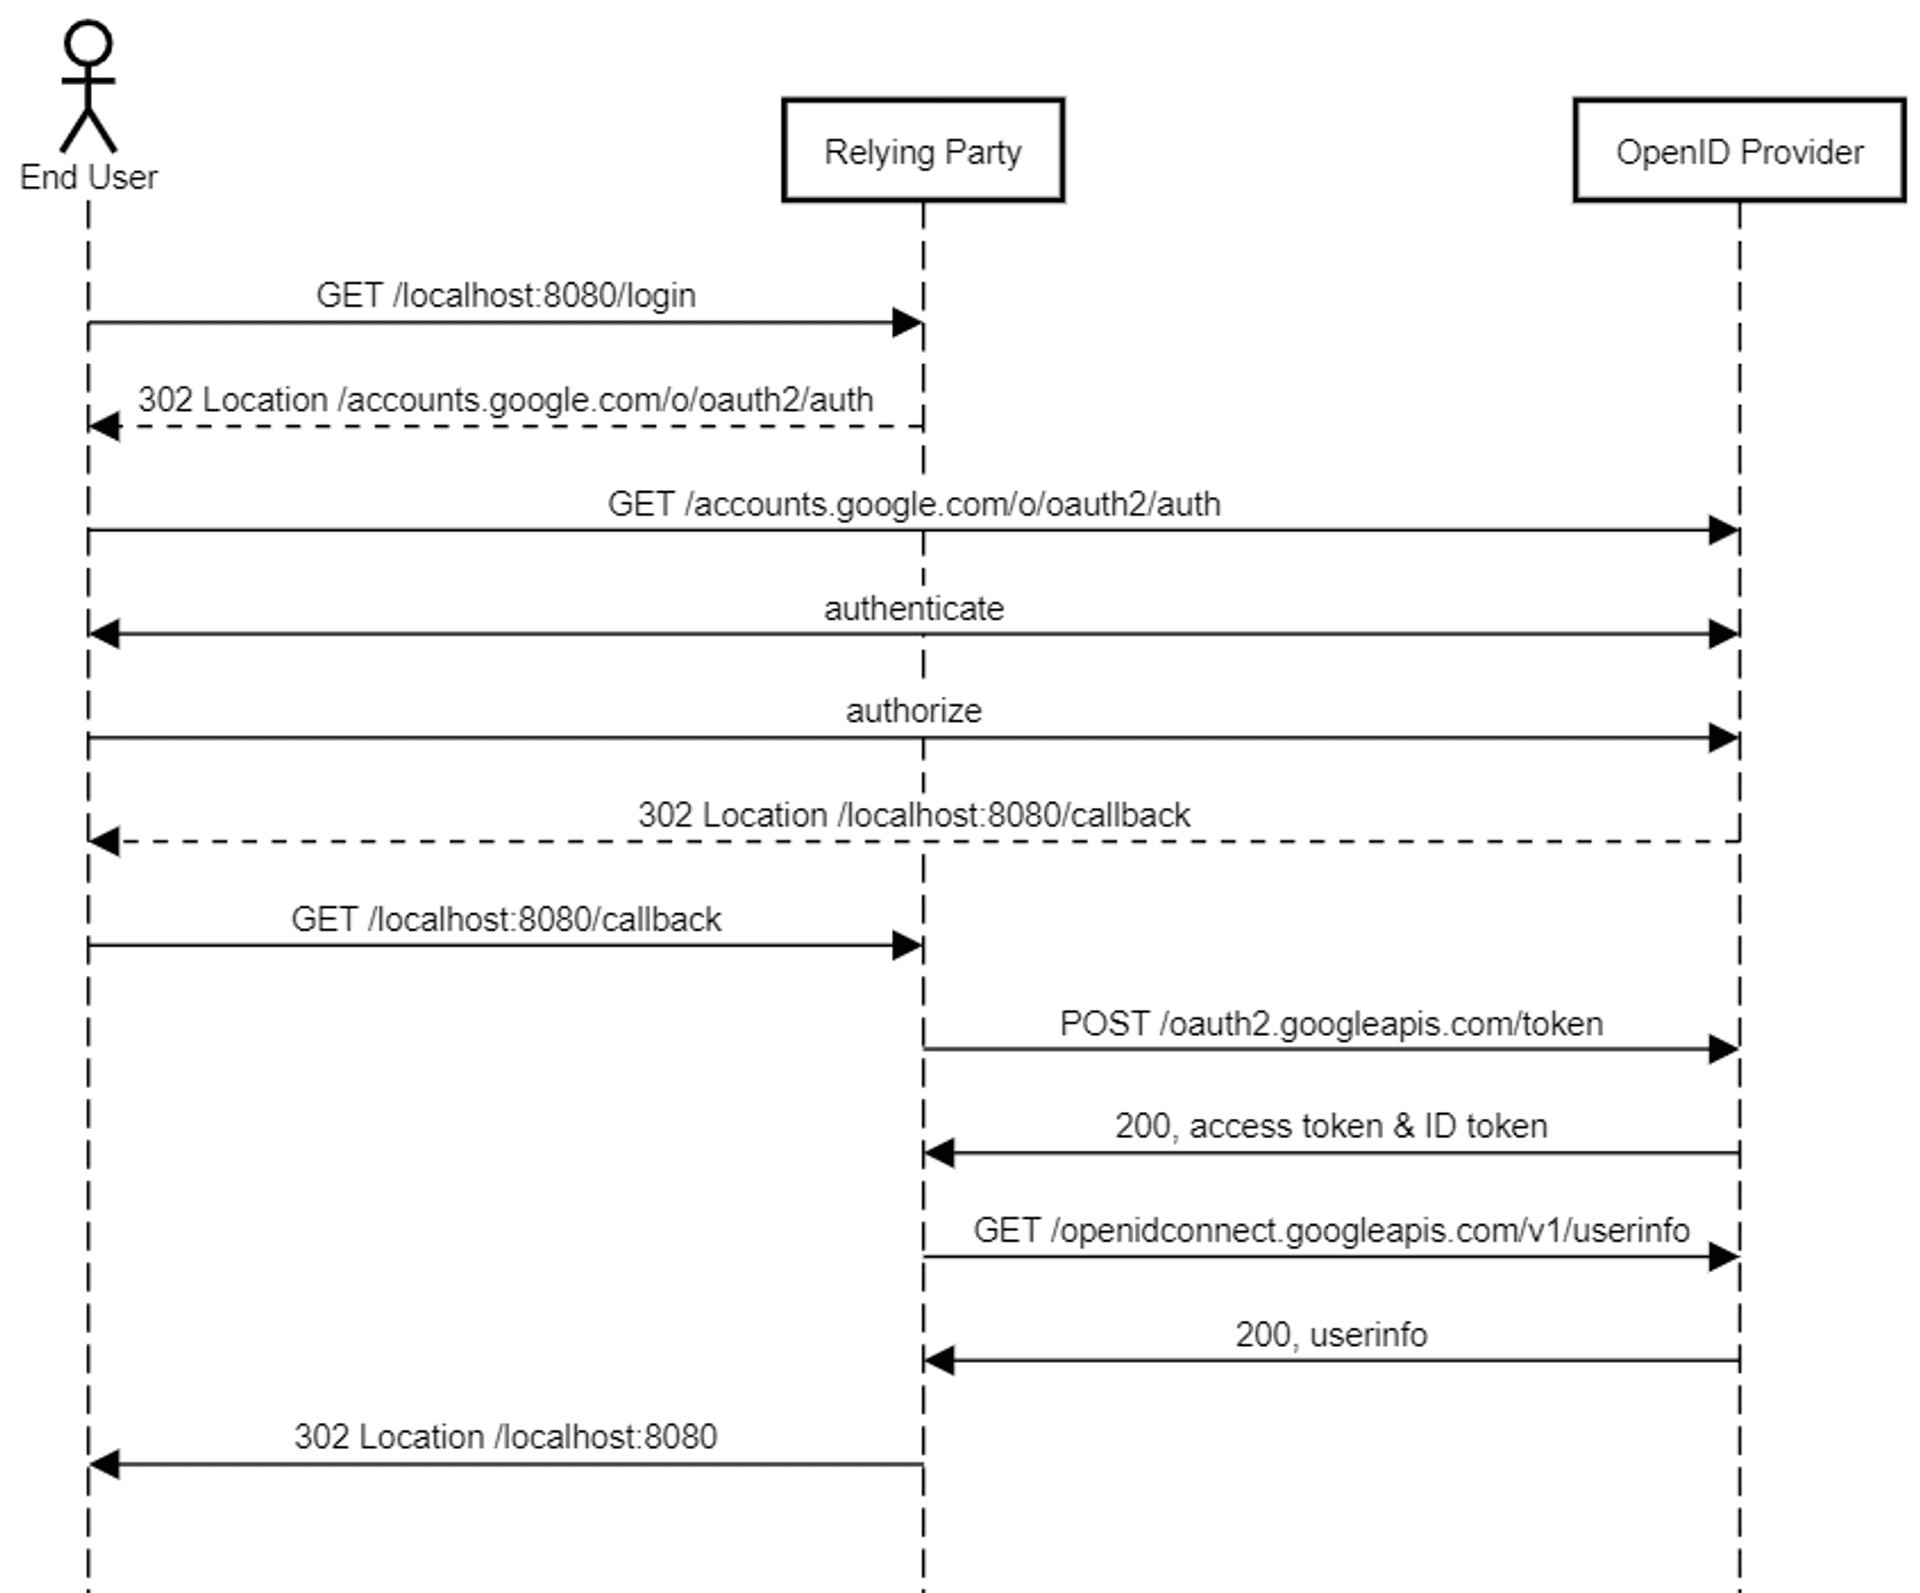 End User
Relying Party
OpenID Provider
GET /localhost:8080/login
302 Location /accounts.google.com/o/oauth2/auth
GET /accounts.google.com/o/oauth2/auth
authenticate
authorize
302 Location /localhost:8080/callback
GET /localhost:8080/callback
POST /oauth2.googleapis.com/token
200, access token & ID token
GET /openidconnect.googleapis.com/v1/userinfo
200, userinfo
302 Location /localhost:8080